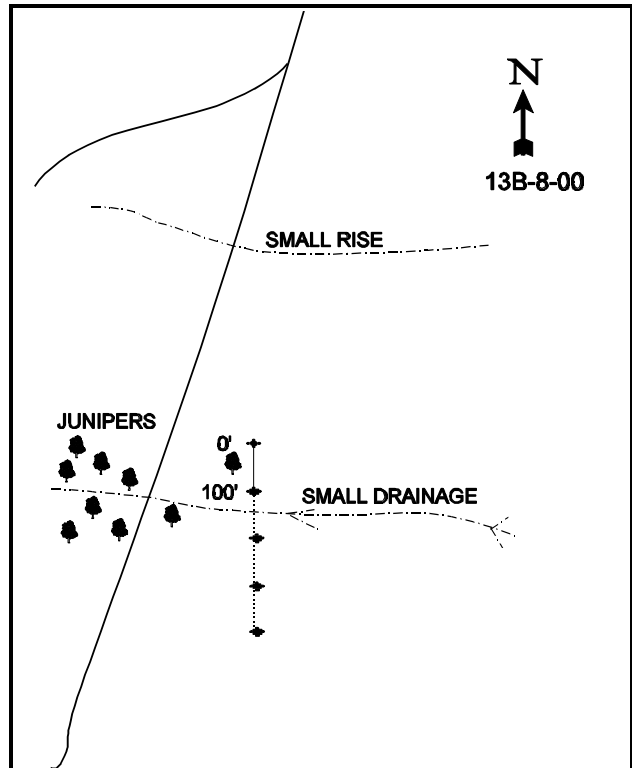 N
13B-8-00
SMALL RISE
JUNIPERS
0'
100'
SMALL DRAINAGE